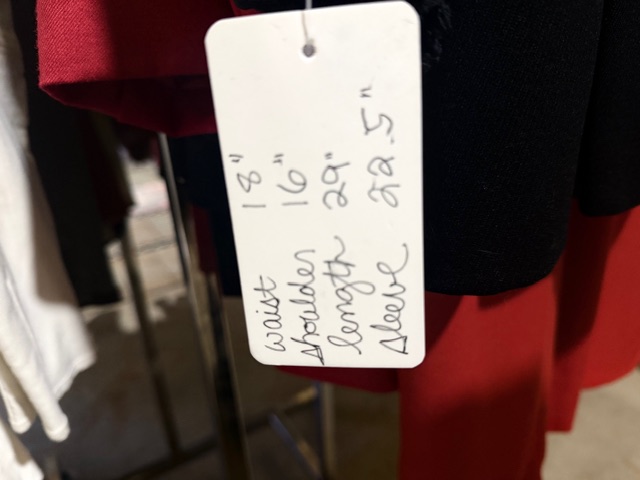 waist 18"
shoulder 16"
length 29"
sleeve 22.5"